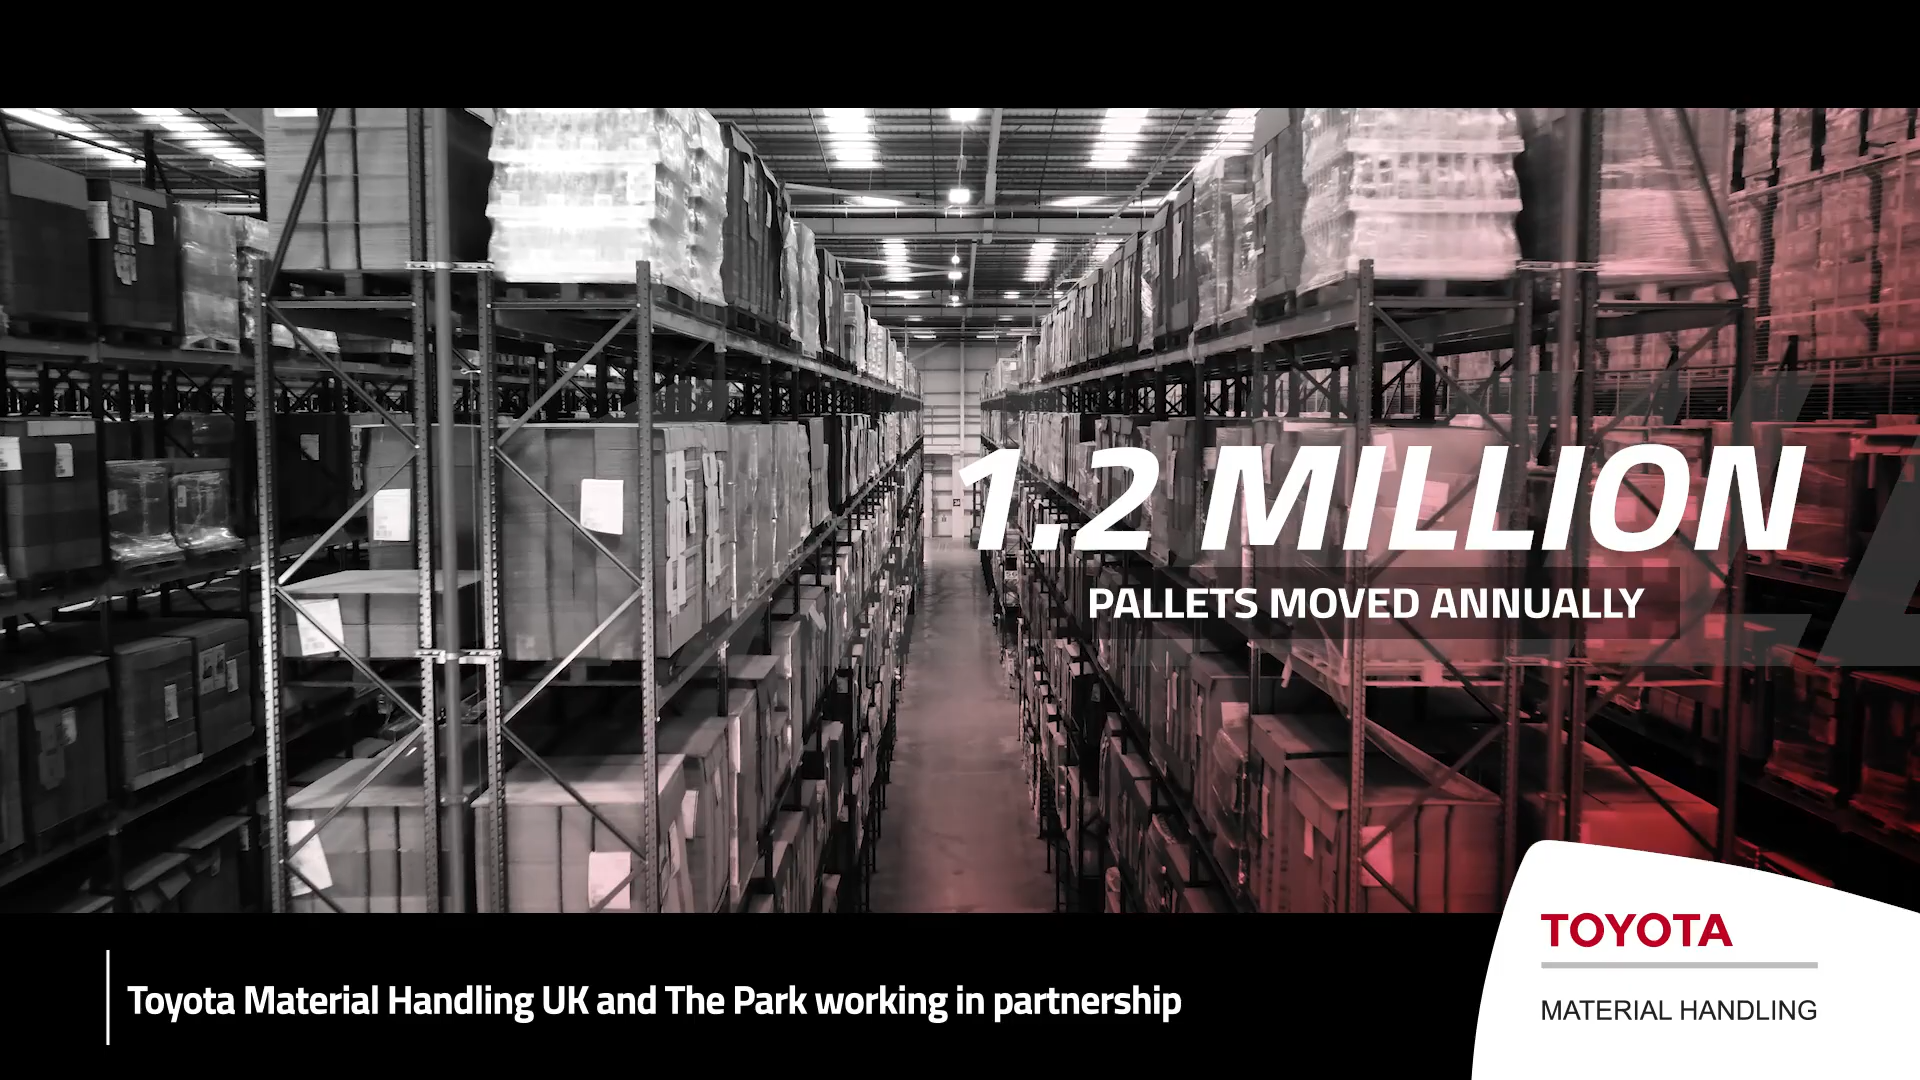 1.2 MILLION
PALLETS MOVED ANNUALLY
Toyota Material Handling UK and The Park working in partnership
TOYOTA
MATERIAL HANDLING